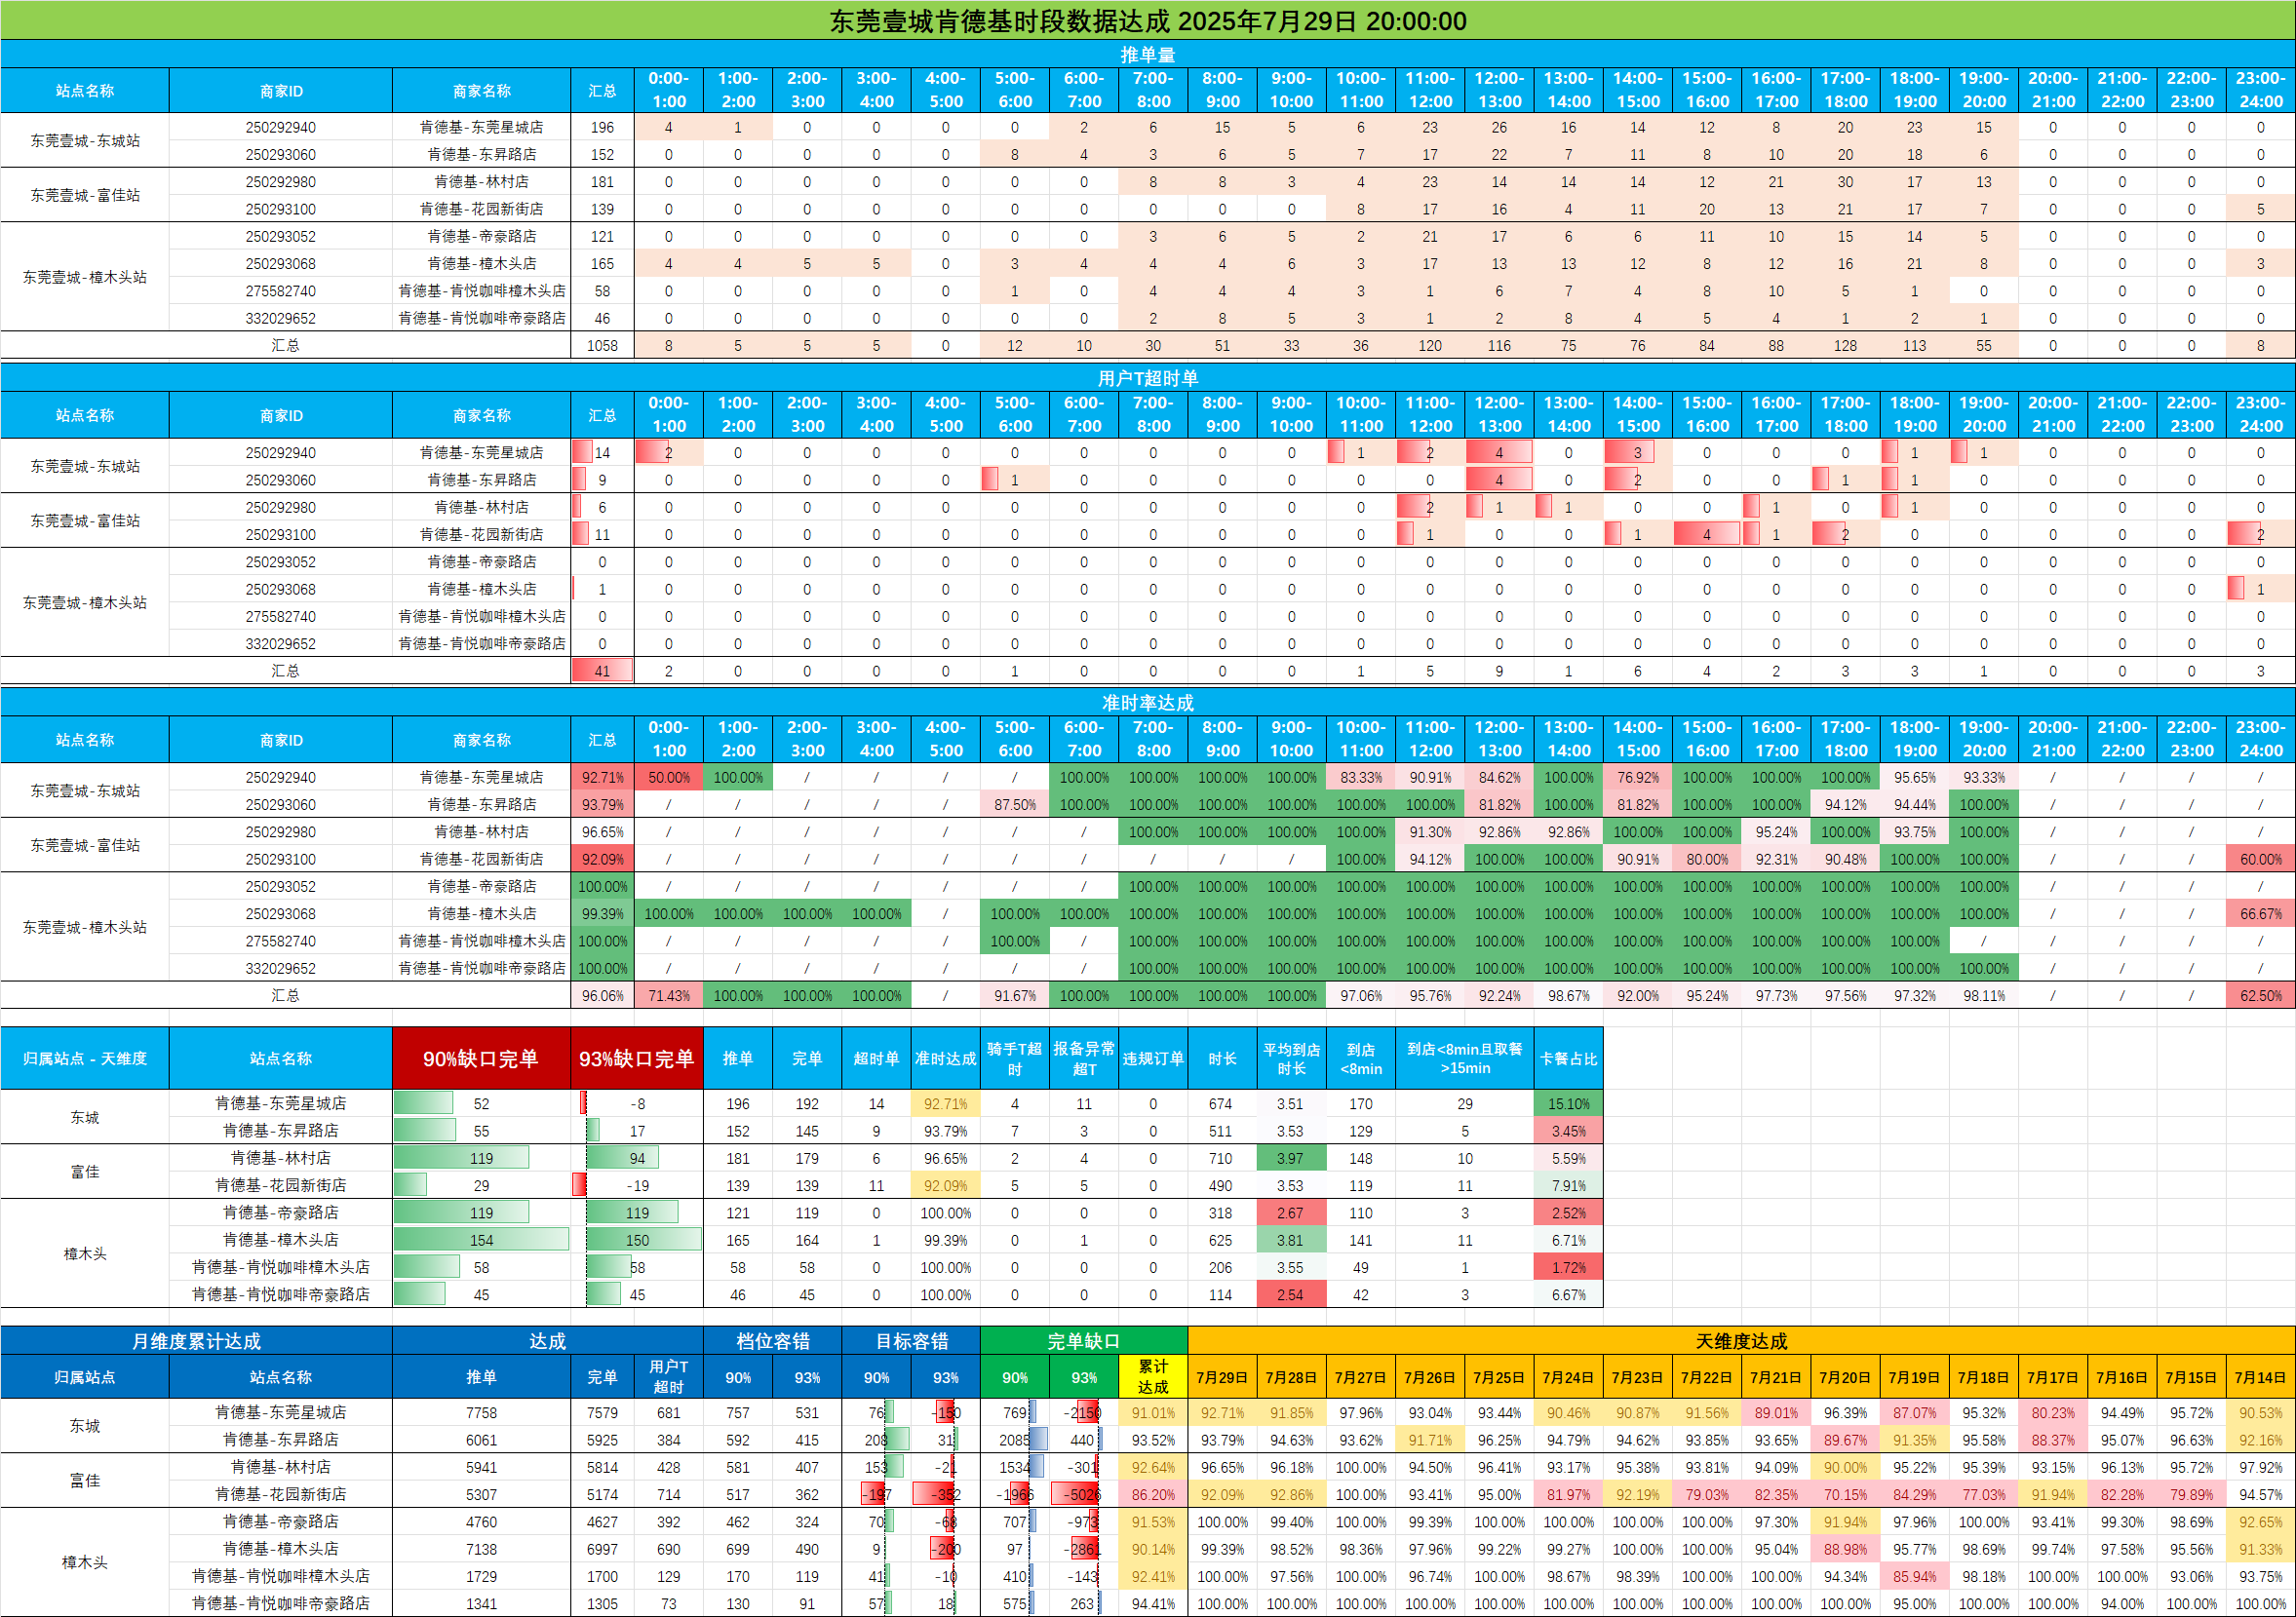 东莞壹城肯德基时段数据达成 2025年7月29日 20:00:00
推单量
站点名称 商家ID 商家名称 汇总 0:00-1:00 1:00-2:00 2:00-3:00 3:00-4:00 4:00-5:00 5:00-6:00 6:00-7:00 7:00-8:00 8:00-9:00 9:00-10:00 10:00-11:00 11:00-12:00 12:00-13:00 13:00-14:00 14:00-15:00 15:00-16:00 16:00-17:00 17:00-18:00 18:00-19:00 19:00-20:00 20:00-21:00 21:00-22:00 22:00-23:00 23:00-24:00
东莞壹城-东城站 250292940 肯德基-东莞星城店 196 4 1 0 0 0 0 2 6 15 5 6 23 26 16 14 12 8 20 23 15 0 0 0 0
250293060 肯德基-东昇路店 152 0 0 0 0 0 8 4 3 6 5 7 17 22 7 11 8 10 20 18 6 0 0 0 0
东莞壹城-富佳站 250292980 肯德基-林村店 181 0 0 0 0 0 0 0 8 8 3 4 23 14 14 14 12 21 30 17 13 0 0 0 0
250293100 肯德基-花园新街店 139 0 0 0 0 0 0 0 0 0 0 8 17 16 4 11 20 13 21 17 7 0 0 0 5
东莞壹城-樟木头站 250293052 肯德基-帝豪路店 121 0 0 0 0 0 0 0 3 6 5 2 21 17 6 6 11 10 15 14 5 0 0 0 0
250293068 肯德基-樟木头店 165 4 4 5 5 0 3 4 4 4 6 3 17 13 13 12 8 12 16 21 8 0 0 0 3
275582740 肯德基-肯悦咖啡樟木头店 58 0 0 0 0 0 1 0 4 4 4 3 1 6 7 4 8 10 5 1 0 0 0 0 0
332029652 肯德基-肯悦咖啡帝豪路店 46 0 0 0 0 0 0 0 2 8 5 3 1 2 8 4 5 4 1 2 1 0 0 0 0
汇总 1058 8 5 5 5 0 12 10 30 51 33 36 120 116 75 76 84 88 128 113 55 0 0 0 8
用户T超时单
站点名称 商家ID 商家名称 汇总 0:00-1:00 1:00-2:00 2:00-3:00 3:00-4:00 4:00-5:00 5:00-6:00 6:00-7:00 7:00-8:00 8:00-9:00 9:00-10:00 10:00-11:00 11:00-12:00 12:00-13:00 13:00-14:00 14:00-15:00 15:00-16:00 16:00-17:00 17:00-18:00 18:00-19:00 19:00-20:00 20:00-21:00 21:00-22:00 22:00-23:00 23:00-24:00
东莞壹城-东城站 250292940 肯德基-东莞星城店 14 2 0 0 0 0 0 0 0 0 0 1 2 4 0 3 0 0 0 1 1 0 0 0 0
250293060 肯德基-东昇路店 9 0 0 0 0 0 1 0 0 0 0 0 0 4 0 2 0 0 1 1 0 0 0 0 0
东莞壹城-富佳站 250292980 肯德基-林村店 6 0 0 0 0 0 0 0 0 0 0 0 2 1 1 0 0 1 0 1 0 0 0 0 0
250293100 肯德基-花园新街店 11 0 0 0 0 0 0 0 0 0 0 0 1 0 0 1 4 1 2 0 0 0 0 0 2
东莞壹城-樟木头站 250293052 肯德基-帝豪路店 0 0 0 0 0 0 0 0 0 0 0 0 0 0 0 0 0 0 0 0 0 0 0 0 0
250293068 肯德基-樟木头店 1 0 0 0 0 0 0 0 0 0 0 0 0 0 0 0 0 0 0 0 0 0 0 0 1
275582740 肯德基-肯悦咖啡樟木头店 0 0 0 0 0 0 0 0 0 0 0 0 0 0 0 0 0 0 0 0 0 0 0 0 0
332029652 肯德基-肯悦咖啡帝豪路店 0 0 0 0 0 0 0 0 0 0 0 0 0 0 0 0 0 0 0 0 0 0 0 0 0
汇总 41 2 0 0 0 0 1 0 0 0 0 1 5 9 1 6 4 2 3 3 1 0 0 0 3
准时率达成
站点名称 商家ID 商家名称 汇总 0:00-1:00 1:00-2:00 2:00-3:00 3:00-4:00 4:00-5:00 5:00-6:00 6:00-7:00 7:00-8:00 8:00-9:00 9:00-10:00 10:00-11:00 11:00-12:00 12:00-13:00 13:00-14:00 14:00-15:00 15:00-16:00 16:00-17:00 17:00-18:00 18:00-19:00 19:00-20:00 20:00-21:00 21:00-22:00 22:00-23:00 23:00-24:00
东莞壹城-东城站 250292940 肯德基-东莞星城店 92.71% 50.00% 100.00% / / / / 100.00% 100.00% 100.00% 100.00% 83.33% 90.91% 84.62% 100.00% 76.92% 100.00% 100.00% 100.00% 95.65% 93.33% / / / /
250293060 肯德基-东昇路店 93.79% / / / / / 87.50% 100.00% 100.00% 100.00% 100.00% 100.00% 100.00% 81.82% 100.00% 81.82% 100.00% 100.00% 94.12% 94.44% 100.00% / / / /
东莞壹城-富佳站 250292980 肯德基-林村店 96.65% / / / / / / / 100.00% 100.00% 100.00% 100.00% 91.30% 92.86% 92.86% 100.00% 100.00% 95.24% 100.00% 93.75% 100.00% / / / /
250293100 肯德基-花园新街店 92.09% / / / / / / / / / / 100.00% 94.12% 100.00% 100.00% 90.91% 80.00% 92.31% 90.48% 100.00% 100.00% / / / 60.00%
东莞壹城-樟木头站 250293052 肯德基-帝豪路店 100.00% / / / / / / / 100.00% 100.00% 100.00% 100.00% 100.00% 100.00% 100.00% 100.00% 100.00% 100.00% 100.00% 100.00% 100.00% / / / /
250293068 肯德基-樟木头店 99.39% 100.00% 100.00% 100.00% 100.00% / 100.00% 100.00% 100.00% 100.00% 100.00% 100.00% 100.00% 100.00% 100.00% 100.00% 100.00% 100.00% 100.00% 100.00% 100.00% / / / 66.67%
275582740 肯德基-肯悦咖啡樟木头店 100.00% / / / / / 100.00% / 100.00% 100.00% 100.00% 100.00% 100.00% 100.00% 100.00% 100.00% 100.00% 100.00% 100.00% 100.00% / / / / /
332029652 肯德基-肯悦咖啡帝豪路店 100.00% / / / / / / / 100.00% 100.00% 100.00% 100.00% 100.00% 100.00% 100.00% 100.00% 100.00% 100.00% 100.00% 100.00% 100.00% / / / /
汇总 96.06% 71.43% 100.00% 100.00% 100.00% / 91.67% 100.00% 100.00% 100.00% 100.00% 97.06% 95.76% 92.24% 98.67% 92.00% 95.24% 97.73% 97.56% 97.32% 98.11% / / / 62.50%
归属站点 - 天维度 站点名称 90%缺口完单 93%缺口完单 推单 完单 超时单 准时达成 骑手T超时 报备异常超T 违规订单 时长 平均到店时长 到店<8min 到店<8min且取餐>15min 卡餐占比
东城 肯德基-东莞星城店 52 -8 196 192 14 92.71% 4 11 0 674 3.51 170 29 15.10%
肯德基-东昇路店 55 17 152 145 9 93.79% 7 3 0 511 3.53 129 5 3.45%
富佳 肯德基-林村店 119 94 181 179 6 96.65% 2 4 0 710 3.97 148 10 5.59%
肯德基-花园新街店 29 -19 139 139 11 92.09% 5 5 0 490 3.53 119 11 7.91%
樟木头 肯德基-帝豪路店 119 119 121 119 0 100.00% 0 0 0 318 2.67 110 3 2.52%
肯德基-樟木头店 154 150 165 164 1 99.39% 0 1 0 625 3.81 141 11 6.71%
肯德基-肯悦咖啡樟木头店 58 58 58 58 0 100.00% 0 0 0 206 3.55 49 1 1.72%
肯德基-肯悦咖啡帝豪路店 45 45 46 45 0 100.00% 0 0 0 114 2.54 42 3 6.67%
月维度累计达成 达成 档位容错 目标容错 完单缺口 天维度达成
归属站点 站点名称 推单 完单 用户T超时 90% 93% 90% 93% 90% 93% 累计达成 7月29日 7月28日 7月27日 7月26日 7月25日 7月24日 7月23日 7月22日 7月21日 7月20日 7月19日 7月18日 7月17日 7月16日 7月15日 7月14日
东城 肯德基-东莞星城店 7758 7579 681 757 531 76 -150 769 -2150 91.01% 92.71% 91.85% 97.96% 93.04% 93.44% 90.46% 90.87% 91.56% 89.01% 96.39% 87.07% 95.32% 80.23% 94.49% 95.72% 90.53%
肯德基-东昇路店 6061 5925 384 592 415 208 31 2085 440 93.52% 93.79% 94.63% 93.62% 91.71% 96.25% 94.79% 94.62% 93.85% 93.65% 89.67% 91.35% 95.58% 88.37% 95.07% 96.63% 92.16%
富佳 肯德基-林村店 5941 5814 428 581 407 153 -21 1534 -301 92.64% 96.65% 96.18% 100.00% 94.50% 96.41% 93.17% 95.38% 93.81% 94.09% 90.00% 95.22% 95.39% 93.15% 96.13% 95.72% 97.92%
肯德基-花园新街店 5307 5174 714 517 362 -197 -352 -1966 -5026 86.20% 92.09% 92.86% 100.00% 93.41% 95.00% 81.97% 92.19% 79.03% 82.35% 70.15% 84.29% 77.03% 91.94% 82.28% 79.89% 94.57%
樟木头 肯德基-帝豪路店 4760 4627 392 462 324 70 -68 707 -973 91.53% 100.00% 99.40% 100.00% 99.39% 100.00% 100.00% 100.00% 100.00% 97.30% 91.94% 97.96% 100.00% 93.41% 99.30% 98.69% 92.65%
肯德基-樟木头店 7138 6997 690 699 490 9 -200 97 -2861 90.14% 99.39% 98.52% 98.36% 97.96% 99.22% 99.27% 100.00% 100.00% 95.04% 88.98% 95.77% 98.69% 99.74% 97.58% 95.56% 91.33%
肯德基-肯悦咖啡樟木头店 1729 1700 129 170 119 41 -10 410 -143 92.41% 100.00% 97.56% 100.00% 96.74% 100.00% 98.67% 98.39% 100.00% 100.00% 94.34% 85.94% 98.18% 100.00% 100.00% 93.06% 93.75%
肯德基-肯悦咖啡帝豪路店 1341 1305 73 130 91 57 18 575 263 94.41% 100.00% 100.00% 100.00% 100.00% 100.00% 100.00% 100.00% 100.00% 100.00% 100.00% 95.00% 100.00% 100.00% 94.00% 100.00% 100.00%